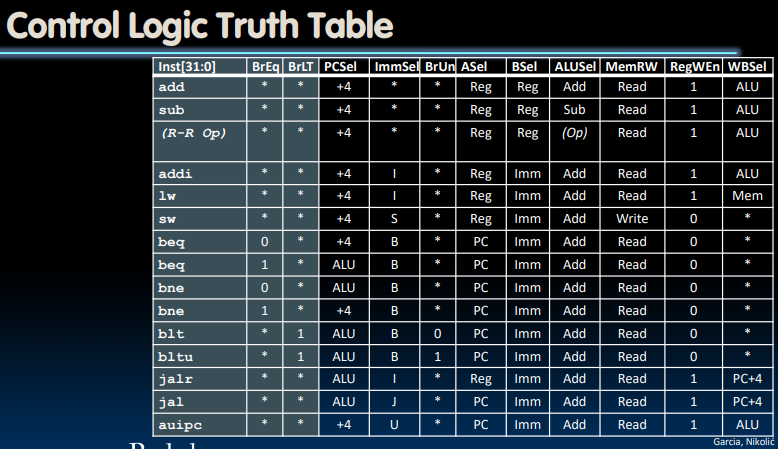 Control Logic Truth Table
Inst[31:0] BrEq BrLT PCSel ImmSel BrUn ASel BSel ALUSel MemRW RegWEn WBSel
add * * +4 * * Reg Reg Add Read 1 ALU
sub * * +4 * * Reg Reg Sub Read 1 ALU
(R-R Op) * * +4 * * Reg Reg (Op) Read 1 ALU
addi * * +4 I * Reg Imm Add Read 1 ALU
lw * * +4 I * Reg Imm Add Read 1 Mem
sw * * +4 S * Reg Imm Add Write 0 *
beq 0 * +4 B * PC Imm Add Read 0 *
beq 1 * ALU B * PC Imm Add Read 0 *
bne 0 * ALU B * PC Imm Add Read 0 *
bne 1 * +4 B * PC Imm Add Read 0 *
blt * 1 ALU B 0 PC Imm Add Read 0 *
bltu * 1 ALU B 1 PC Imm Add Read 0 *
jalr * * ALU I * Reg Imm Add Read 1 PC+4
jal * * ALU J * PC Imm Add Read 1 PC+4
auipc * * +4 U * PC Imm Add Read 1 ALU
Garcia, Nikolić